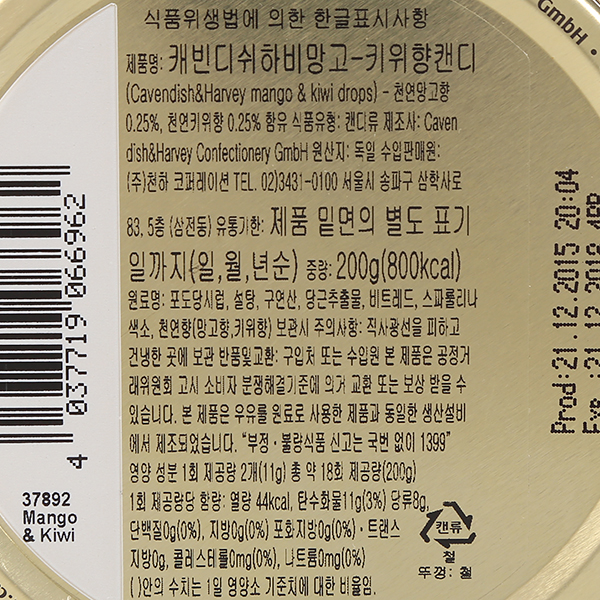 식품위생법에 의한 한글표시사항
제품명: 캐빈디쉬하비망고-키위향캔디
(Cavendish&Harvey mango & kiwi drops) - 천연망고향
0.25%, 천연키위향 0.25% 함유 식품유형: 캔디류 제조사: Caven
dish&Harvey Confectionery GmbH 원산지: 독일 수입판매원:
(주)천하 코퍼레이션 TEL. 02)3431-0100 서울시 송파구 삼학사로
83, 5층 (삼전동) 유통기한: 제품 밑면의 별도 표기
일까지(일,월,년순) 중량: 200g(800kcal)
원료명: 포도당시럽, 설탕, 구연산, 당근추출물, 비트레드, 스파룰리나
색소, 천연향(망고향,키위향) 보관시 주의사항: 직사광선을 피하고
건냉한 곳에 보관 반품및교환: 구입처 또는 수입원 본 제품은 공정거
래위원회 고시 소비자 분쟁해결기준에 의거 교환 또는 보상 받을 수
있습니다. 본 제품은 우유를 원료로 사용한 제품과 동일한 생산설비
에서 제조되었습니다. "부정·불량식품 신고는 국번 없이 1399"
영양 성분 1회 제공량 2개(11g) 총 약 18회 제공량(200g)
1회 제공량당 함량: 열량 44kcal, 탄수화물11g(3%) 당류8g,
단백질0g(0%), 지방0g(0%) 포화지방0g(0%)·트랜스
지방0g, 콜레스테롤0mg(0%), 나트륨0mg(0%)
( )안의 수치는 1일 영양소 기준치에 대한 비율임.
캔류
철
뚜껑: 철
4 037719 066962
37892
Mango
& Kiwi
GmbH •
Prod:21.12.2015 20:04